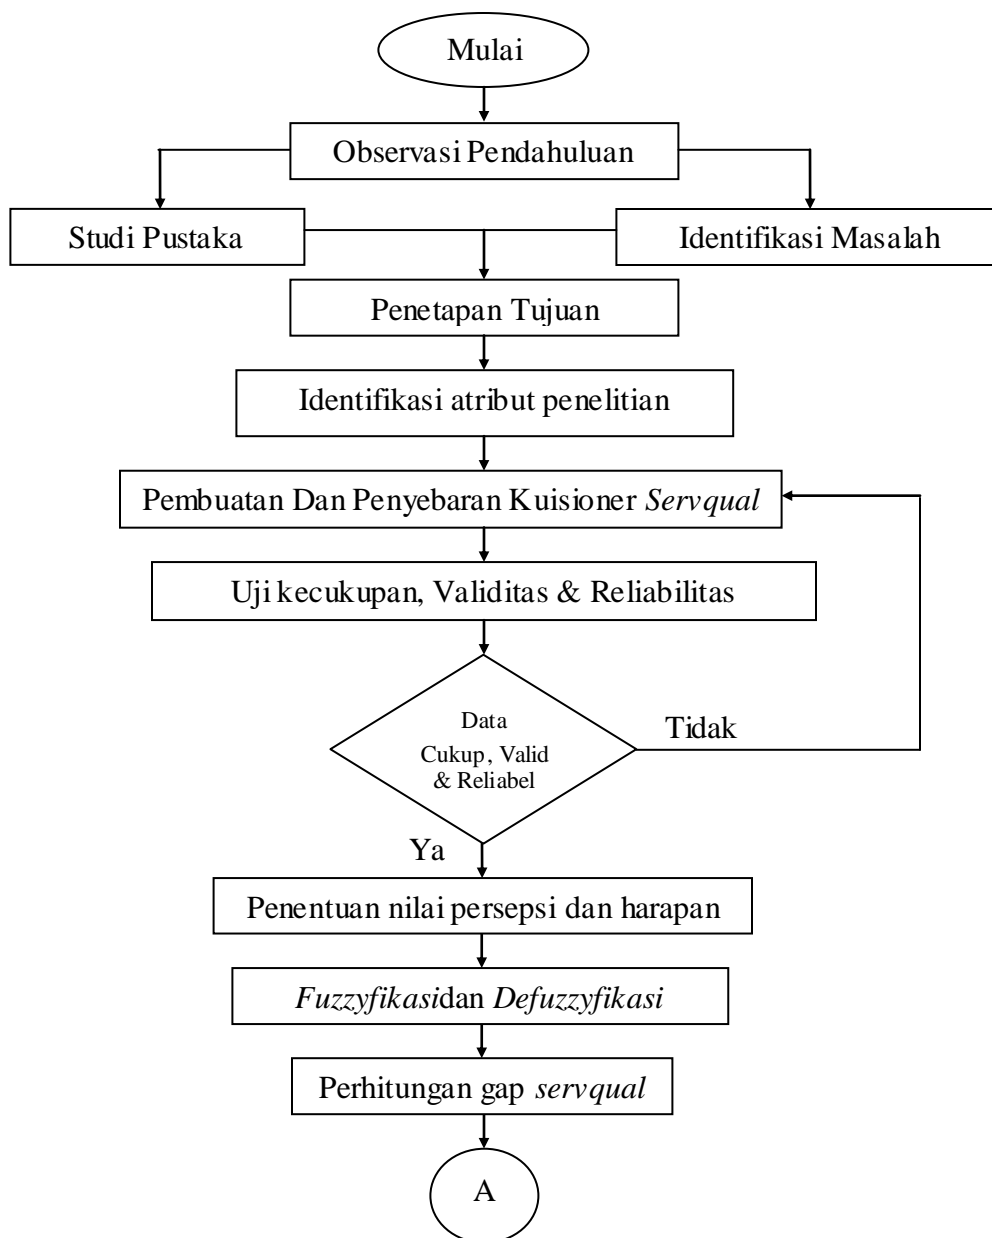 Mulai
Observasi Pendahuluan
Studi Pustaka
Identifikasi Masalah
Penetapan Tujuan
Identifikasi atribut penelitian
Pembuatan Dan Penyebaran Kuisioner Servqual
Uji kecukupan, Validitas & Reliabilitas
Data
Cukup, Valid
& Reliabel
Tidak
Ya
Penentuan nilai persepsi dan harapan
Fuzzyfikasidan Defuzzyfikasi
Perhitungan gap servqual
A